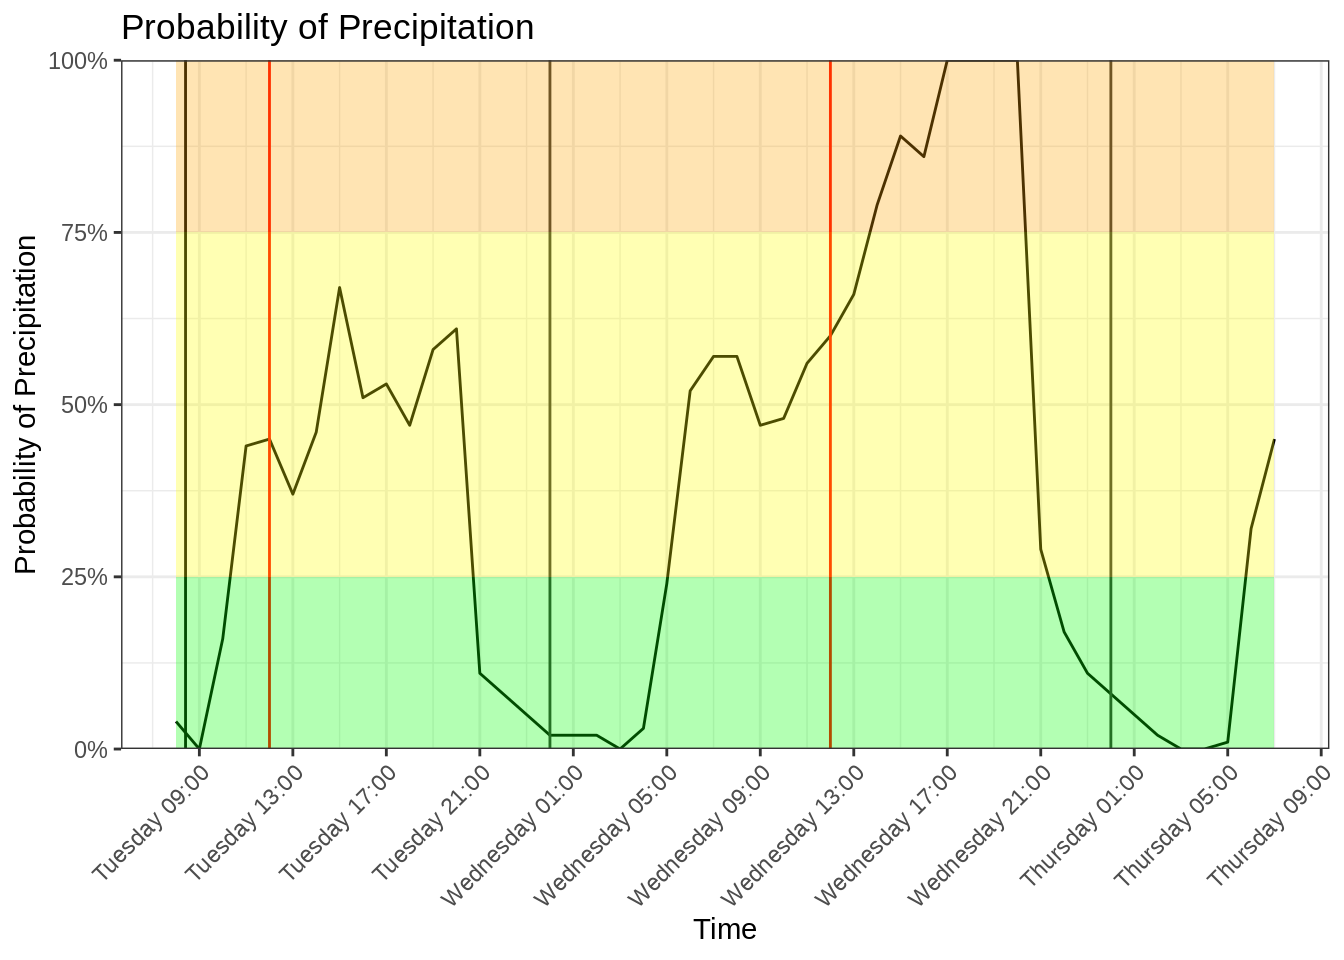 Probability of Precipitation
Probability of Precipitation
100%
75%
50%
25%
0%
Tuesday 09:00
Tuesday 13:00
Tuesday 17:00
Tuesday 21:00
Wednesday 01:00
Wednesday 05:00
Wednesday 09:00
Wednesday 13:00
Wednesday 17:00
Wednesday 21:00
Thursday 01:00
Thursday 05:00
Thursday 09:00
Time